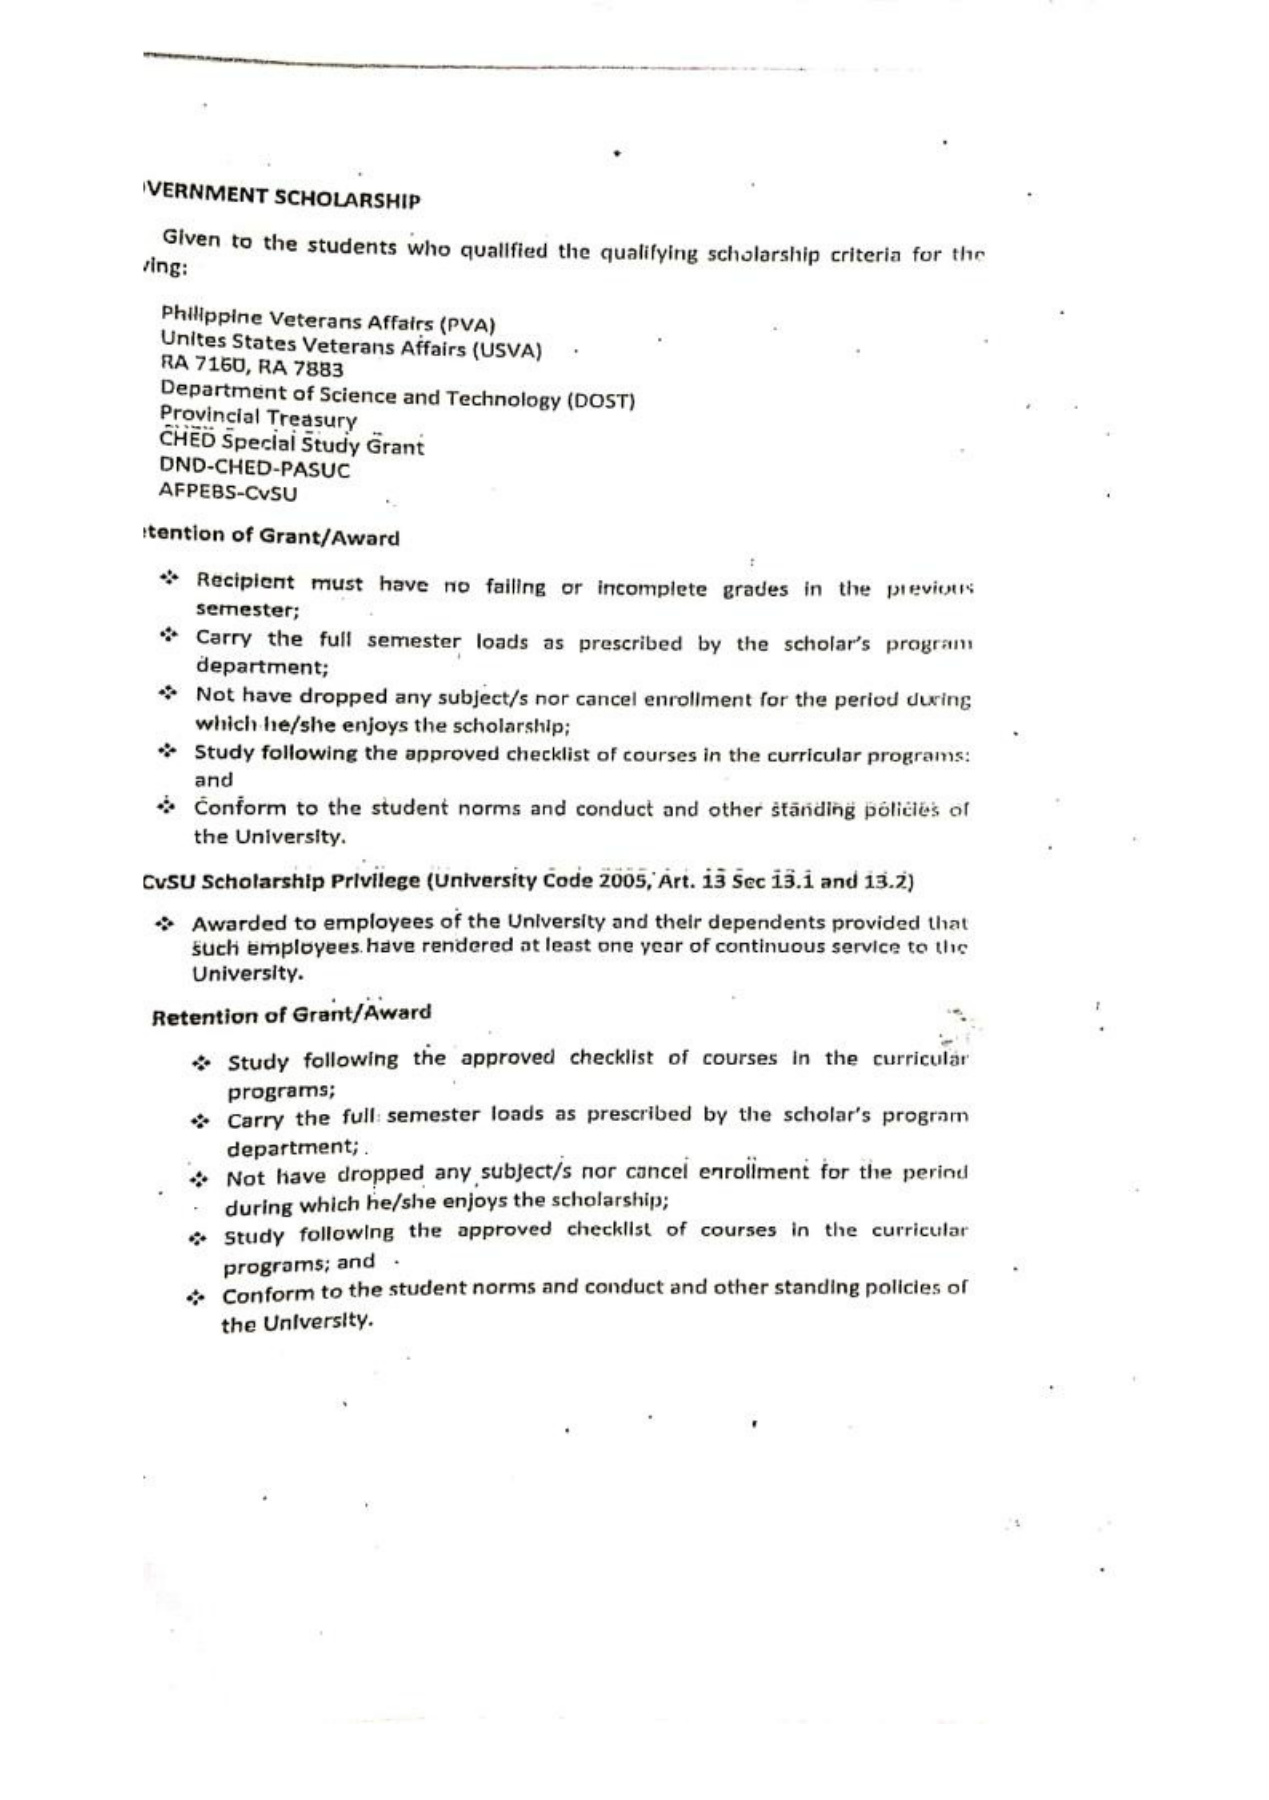 VERNMENT SCHOLARSHIP
Given to the students who qualified the qualifying scholarship criteria for the
ving:
Philippine Veterans Affairs (PVA)
Unites States Veterans Affairs (USVA)
RA 7160, RA 7883
Department of Science and Technology (DOST)
Provincial Treasury
CHED Special Study Grant
DND-CHED-PASUC
AFPEBS-CvSU
tention of Grant/Award
❖ Recipient must have no failing or incomplete grades in the previous
semester;
❖ Carry the full semester loads as prescribed by the scholar's program
department;
❖ Not have dropped any subject/s nor cancel enrollment for the period during
which he/she enjoys the scholarship;
❖ Study following the approved checklist of courses in the curricular programs:
and
❖ Conform to the student norms and conduct and other standing policies of
the University.
CvSU Scholarship Privilege (University Code 2005, Art. 13 Sec 13.1 and 13.2)
❖ Awarded to employees of the University and their dependents provided that
such employees have rendered at least one year of continuous service to the
University.
Retention of Grant/Award
❖ Study following the approved checklist of courses in the curricular
programs;
❖ Carry the full semester loads as prescribed by the scholar's program
department;
❖ Not have dropped any subject/s nor cancel enrollment for the period
during which he/she enjoys the scholarship;
❖ Study following the approved checklist of courses in the curricular
programs; and
❖ Conform to the student norms and conduct and other standing policies of
the University.